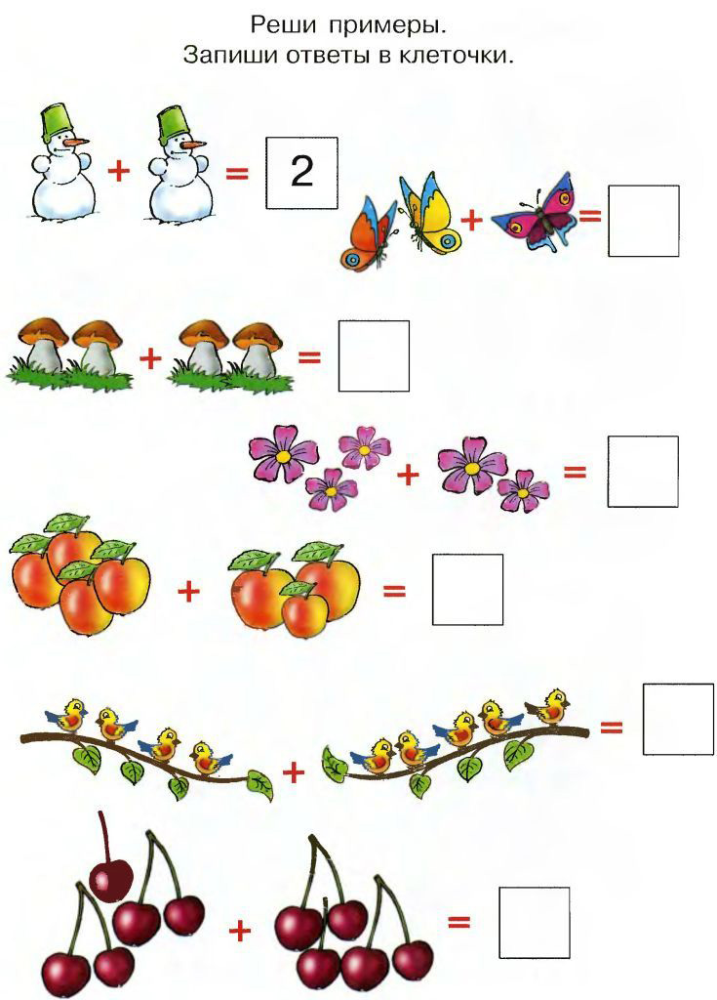 Реши примеры.
Запиши ответы в клеточки.
+ = 2
+ =
+ =
+ =
+ =
+ =
+ =